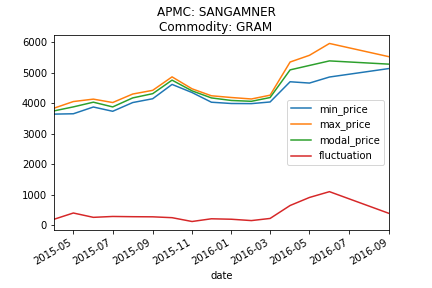 APMC: SANGAMNER
Commodity: GRAM
6000
5000
4000
3000
2000
1000
0
min_price
max_price
modal_price
fluctuation
2015-05
2015-07
2015-09
2015-11
2016-01
2016-03
2016-05
2016-07
2016-09
date